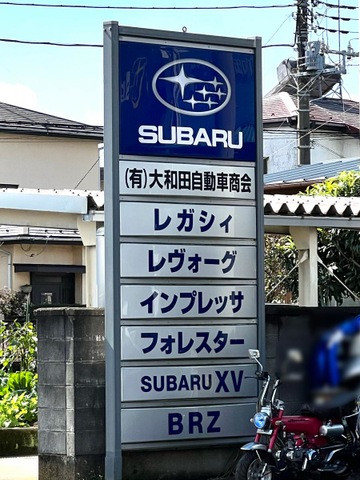 SUBARU
(有)大和田自動車商会
レガシィ
レヴォーグ
インプレッサ
フォレスター
SUBARU XV
BRZ